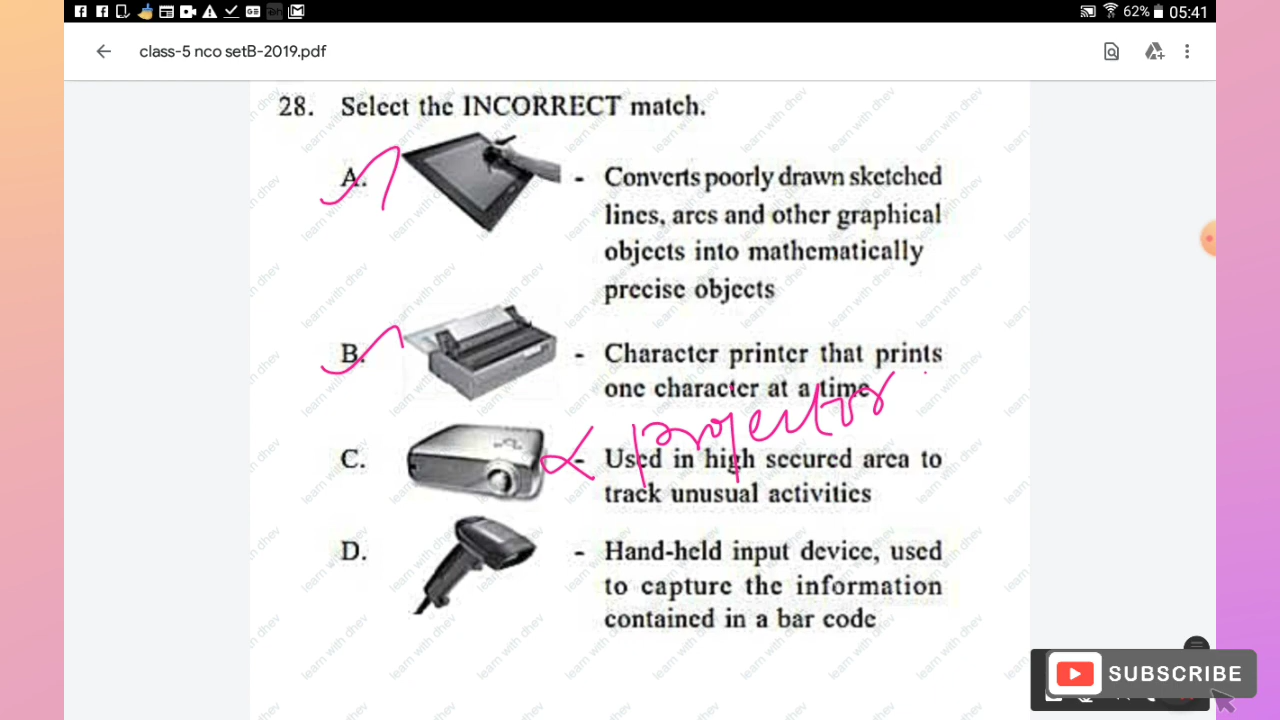 62% 05:41
class-5 nco setB-2019.pdf
28. Select the INCORRECT match.
A. - Converts poorly drawn sketched
lines, arcs and other graphical
objects into mathematically
precise objects
B. - Character printer that prints
one character at a time
projector
C. - Used in high secured area to
track unusual activities
D. - Hand-held input device, used
to capture the information
contained in a bar code
SUBSCRIBE
learn with dhev